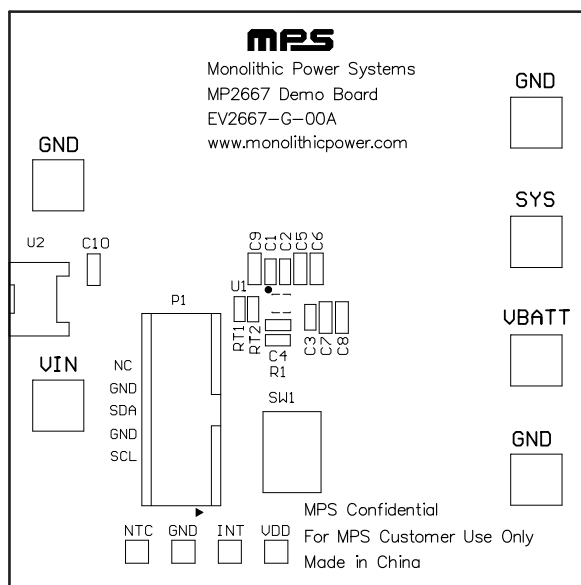 mps
Monolithic Power Systems
MP2667 Demo Board
EV2667-G-00A
www.monolithicpower.com
GND
GND
SYS
U2
C10
C9
C1
C2
C5
C6
U1
P1
RT1
RT2
C3
C7
C8
VBATT
C4
R1
VIN
NC
GND
SDA
GND
SCL
SW1
GND
NTC
GND
INT
VDD
MPS Confidential
For MPS Customer Use Only
Made in China